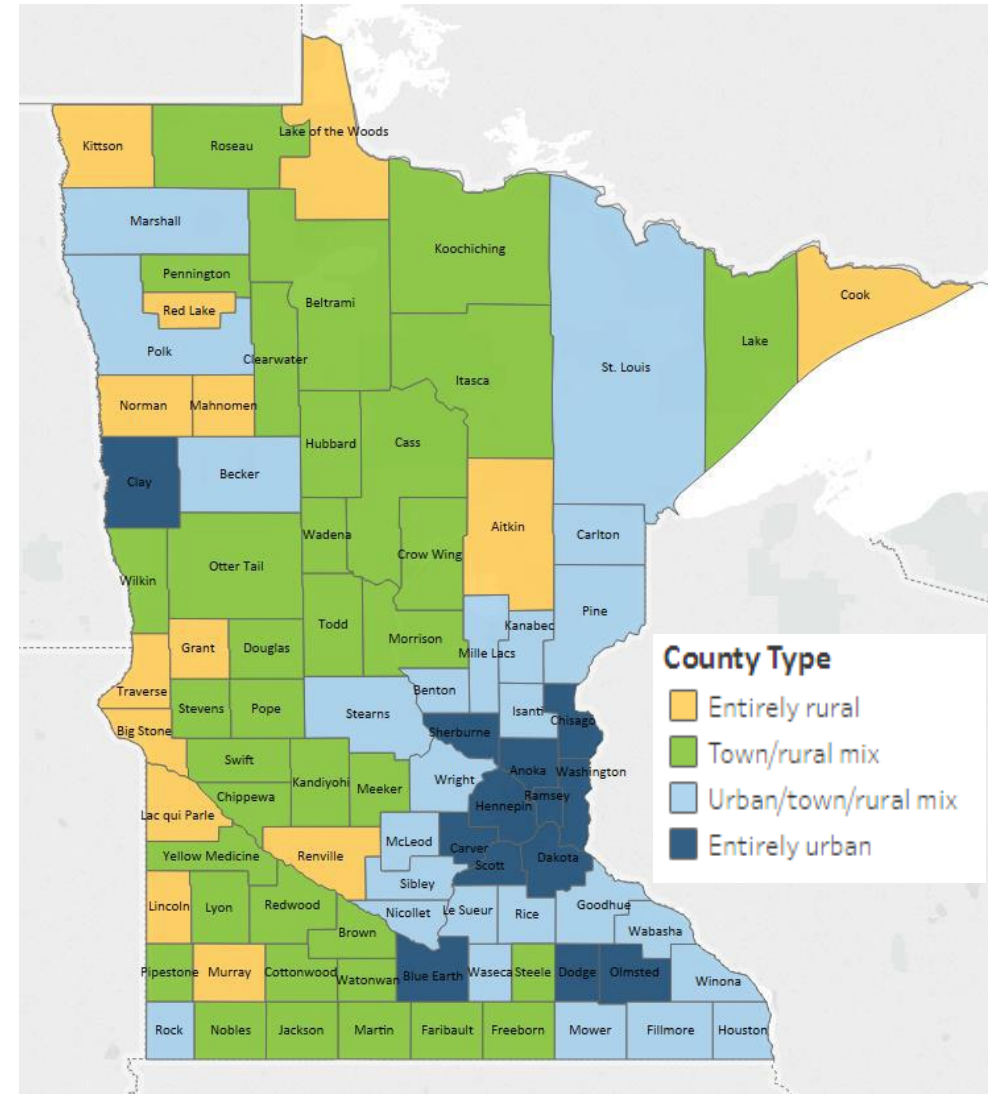 Lake of the Woods
Kittson
Roseau
Marshall
Koochiching
Pennington
Red Lake
Beltrami
Cook
Polk
Clearwater
Lake
St. Louis
Itasca
Norman
Mahnomen
Hubbard
Cass
Becker
Clay
Aitkin
Wadena
Carlton
Crow Wing
Otter Tail
Wilkin
Pine
Todd
Kanabec
Morrison
Grant
Douglas
Mille Lacs
Traverse
Benton
Stevens
Pope
Stearns
Isanti
Chisago
Big Stone
Sherburne
Swift
Anoka
Washington
Kandiyohi
Wright
Meeker
Chippewa
Ramsey
Hennepin
Lac qui Parle
McLeod
Carver
Yellow Medicine
Renville
Dakota
Scott
Sibley
Lincoln
Lyon
Redwood
Nicollet
Le Sueur
Rice
Goodhue
Brown
Wabasha
Pipestone
Murray
Cottonwood
Watonwan
Blue Earth
Waseca
Steele
Dodge
Olmsted
Winona
Rock
Nobles
Jackson
Martin
Faribault
Freeborn
Mower
Fillmore
Houston
County Type
Entirely rural
Town/rural mix
Urban/town/rural mix
Entirely urban